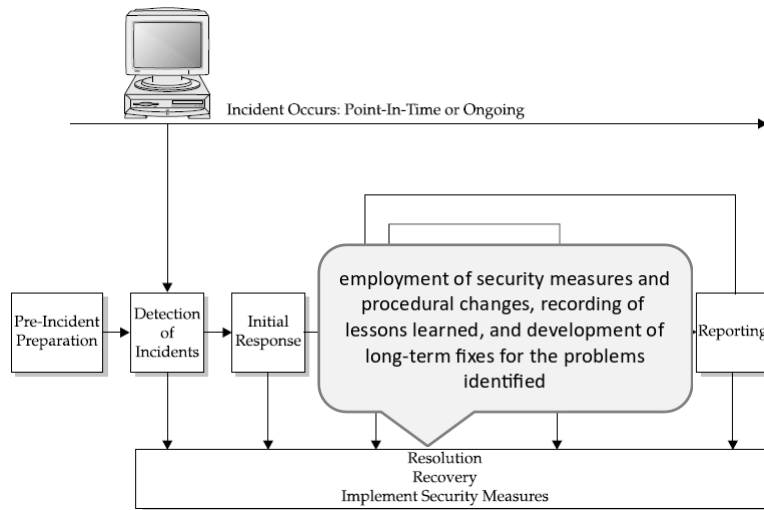 Incident Occurs: Point-In-Time or Ongoing
Pre-Incident
Preparation
Detection
of
Incidents
Initial
Response
employment of security measures and
procedural changes, recording of
lessons learned, and development of
long-term fixes for the problems
identified
Reporting
Resolution
Recovery
Implement Security Measures